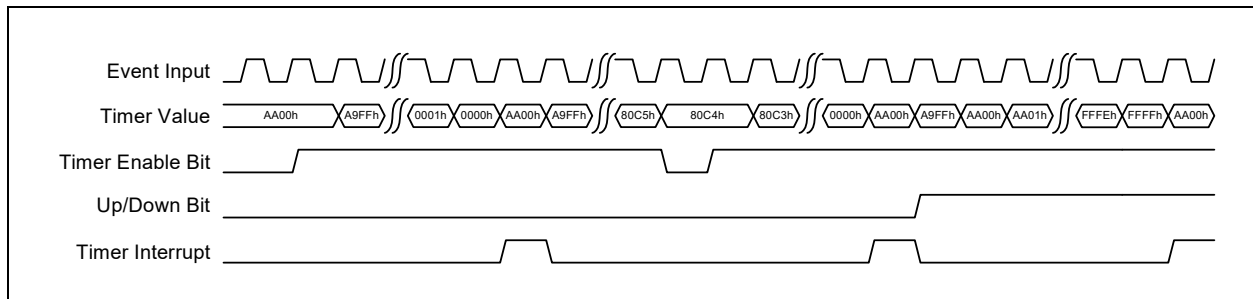 Event Input
Timer Value AA00h A9FFh 0001h 0000h AA00h A9FFh 80C5h 80C4h 80C3h 0000h AA00h A9FFh AA00h AA01h FFFEh FFFFh AA00h
Timer Enable Bit
Up/Down Bit
Timer Interrupt